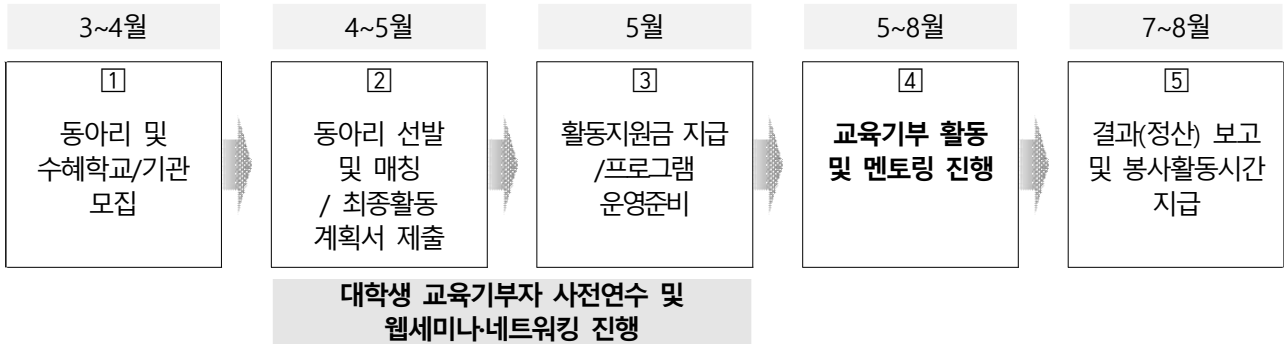 3~4월
4~5월
5월
5~8월
7~8월
1
동아리 및
수혜학교/기관
모집
2
동아리 선발
및 매칭
/ 최종활동
계획서 제출
3
활동지원금 지급
/프로그램
운영준비
4
교육기부 활동
및 멘토링 진행
5
결과(정산) 보고
및 봉사활동시간
지급
대학생 교육기부자 사전연수 및
웹세미나·네트워킹 진행